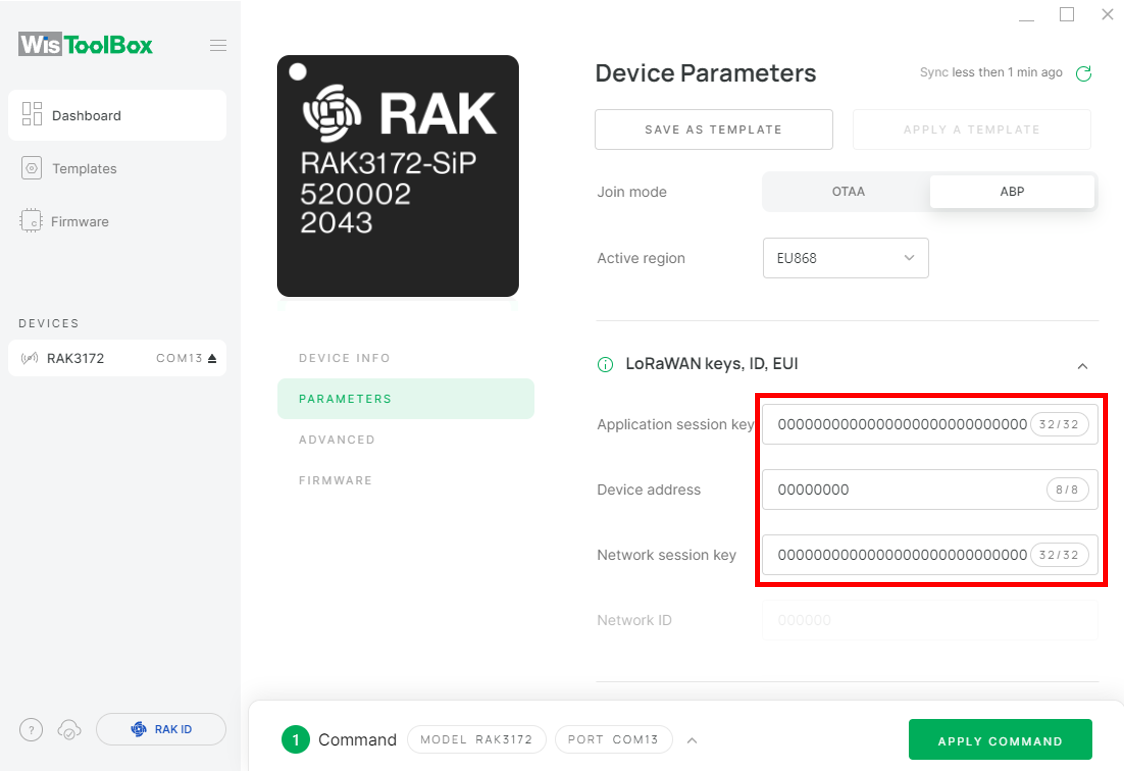 WisToolBox
Dashboard
Templates
Firmware
DEVICES
RAK3172 COM13
? RAK ID
RAK
RAK3172-SiP
520002
2043
DEVICE INFO
PARAMETERS
ADVANCED
FIRMWARE
Device Parameters Sync less then 1 min ago
SAVE AS TEMPLATE APPLY A TEMPLATE
Join mode OTAA ABP
Active region EU868
LoRaWAN keys, ID, EUI
Application session key 0000000000000000000000000000 32/32
Device address 00000000 8/8
Network session key 0000000000000000000000000000 32/32
Network ID 000000
1 Command MODEL RAK3172 PORT COM13 APPLY COMMAND